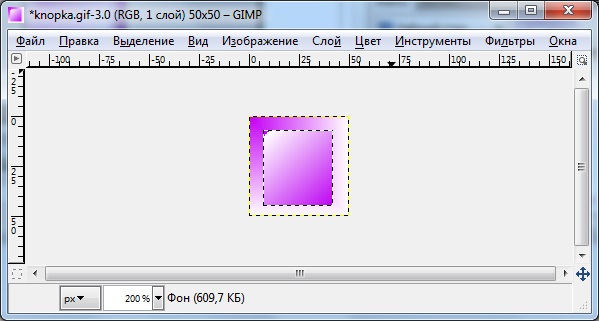 *knopka.gif-3.0 (RGB, 1 слой) 50x50 – GIMP
Файл Правка Выделение Вид Изображение Слой Цвет Инструменты Фильтры Окна
-100 -75 -50 -25 0 25 50 75 100 125 150
-25
0
25
50
px 200 % Фон (609,7 КБ)